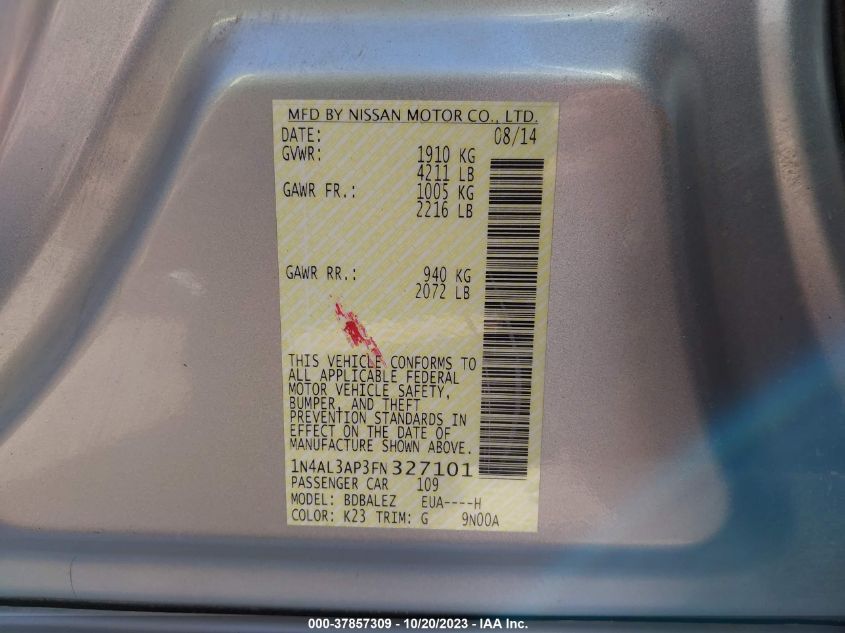 MFD BY NISSAN MOTOR CO., LTD.
DATE: 08/14
GVWR: 1910 KG
4211 LB
GAWR FR.: 1005 KG
2216 LB
GAWR RR.: 940 KG
2072 LB
THIS VEHICLE CONFORMS TO
ALL APPLICABLE FEDERAL
MOTOR VEHICLE SAFETY,
BUMPER, AND THEFT
PREVENTION STANDARDS IN
EFFECT ON THE DATE OF
MANUFACTURE SHOWN ABOVE.
1N4AL3AP3FN327101
PASSENGER CAR 109
MODEL: BDBALEZ EUA----H
COLOR: K23 TRIM: G 9N00A
000-37857309 - 10/20/2023 - IAA Inc.